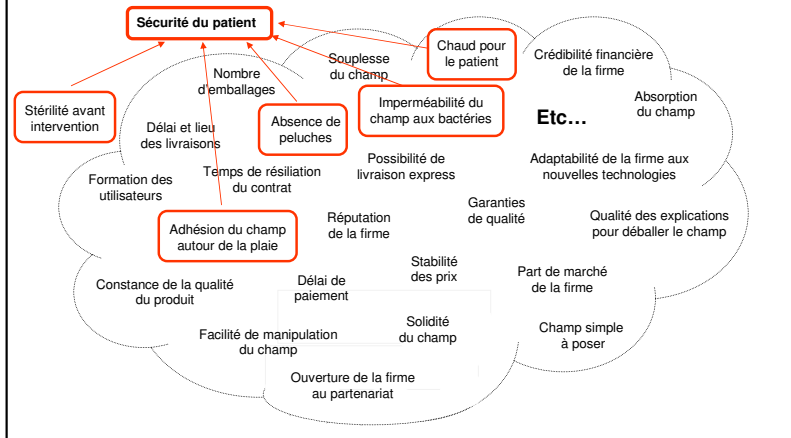 Sécurité du patient
Souplesse
du champ
Chaud pour
le patient
Crédibilité financière
de la firme
Nombre
d'emballages
Stérilité avant
intervention
Absence de
peluches
Imperméabilité du
champ aux bactéries
Etc…
Absorption
du champ
Délai et lieu
des livraisons
Temps de résiliation
du contrat
Possibilité de
livraison express
Adaptabilité de la firme aux
nouvelles technologies
Formation des
utilisateurs
Adhésion du champ
autour de la plaie
Réputation
de la firme
Garanties
de qualité
Qualité des explications
pour déballer le champ
Constance de la qualité
du produit
Délai de
paiement
Stabilité
des prix
Part de marché
de la firme
Facilité de manipulation
du champ
Solidité
du champ
Champ simple
à poser
Ouverture de la firme
au partenariat